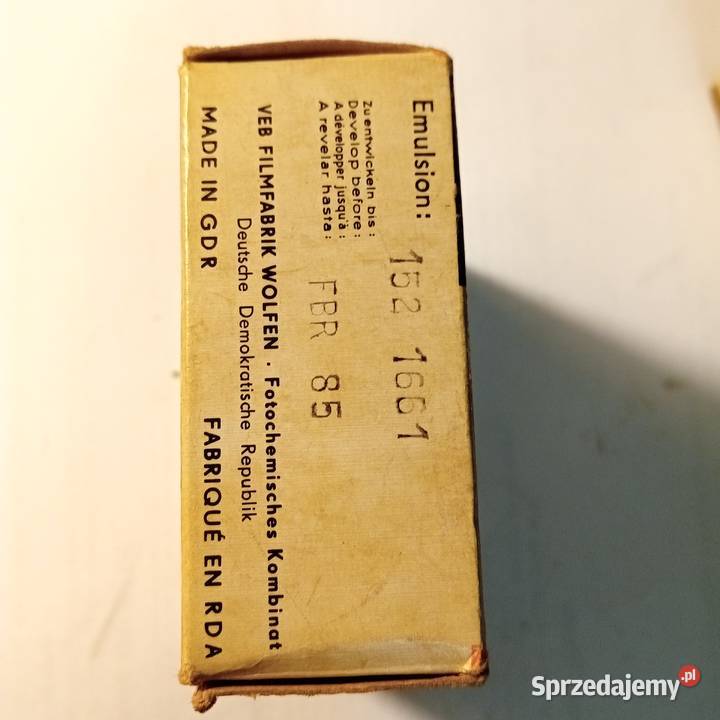 Emulsion: 152 1661
Zu entwickeln bis:
Develop before:
A développer jusqu'à:
A revelar hasta:
FBR 85
VEB FILMFABRIK WOLFEN · Fotochemisches Kombinat
Deutsche Demokratische Republik
MADE IN GDR FABRIQUÉ EN RDA
Sprzedajemy.pl